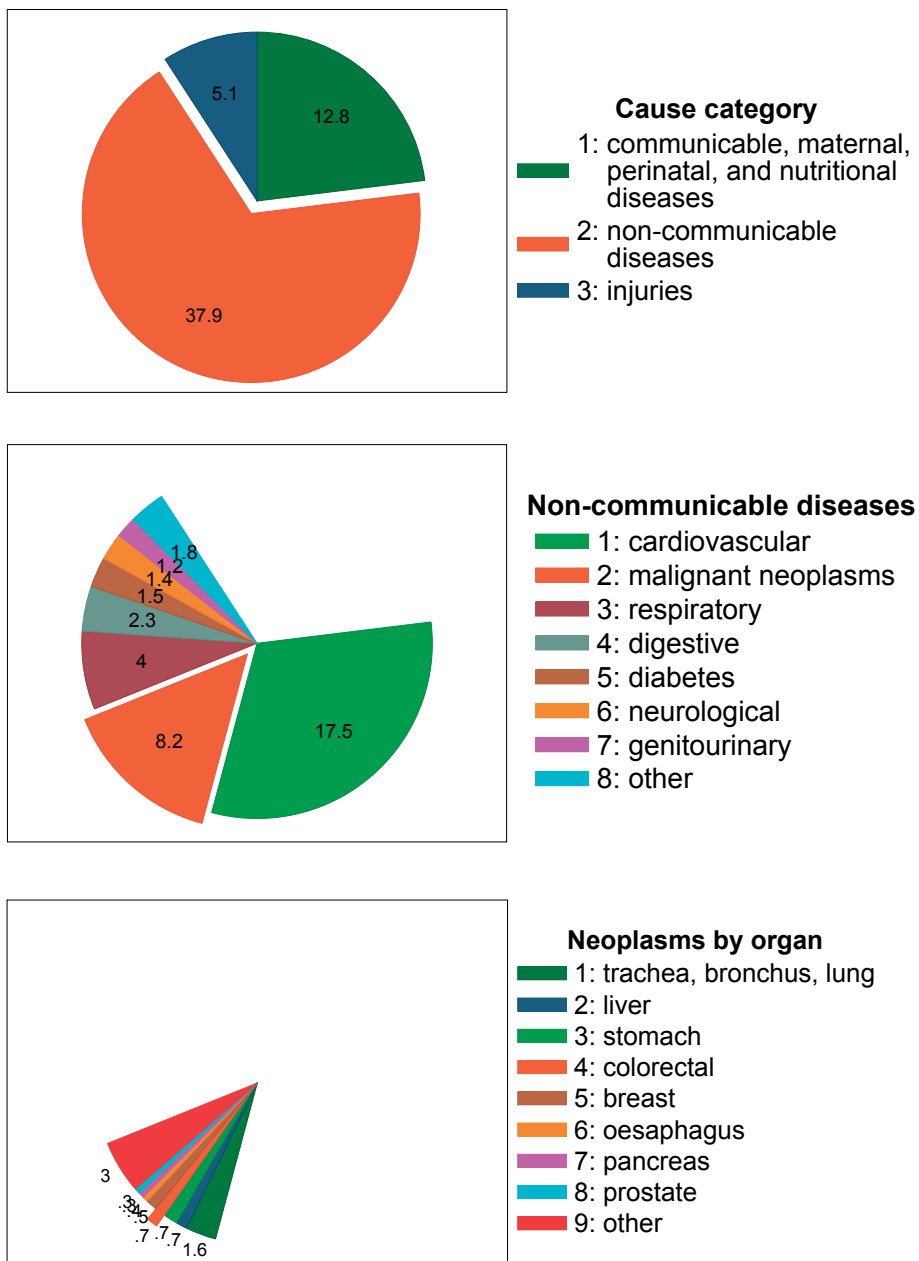 5.1
12.8
37.9
Cause category
1: communicable, maternal,
perinatal, and nutritional
diseases
2: non-communicable
diseases
3: injuries
1.8
1.2
1.4
1.5
2.3
4
8.2
17.5
Non-communicable diseases
1: cardiovascular
2: malignant neoplasms
3: respiratory
4: digestive
5: diabetes
6: neurological
7: genitourinary
8: other
3
.3
.3
.4
.5
.7
.7
.7
1.6
Neoplasms by organ
1: trachea, bronchus, lung
2: liver
3: stomach
4: colorectal
5: breast
6: oesaphagus
7: pancreas
8: prostate
9: other